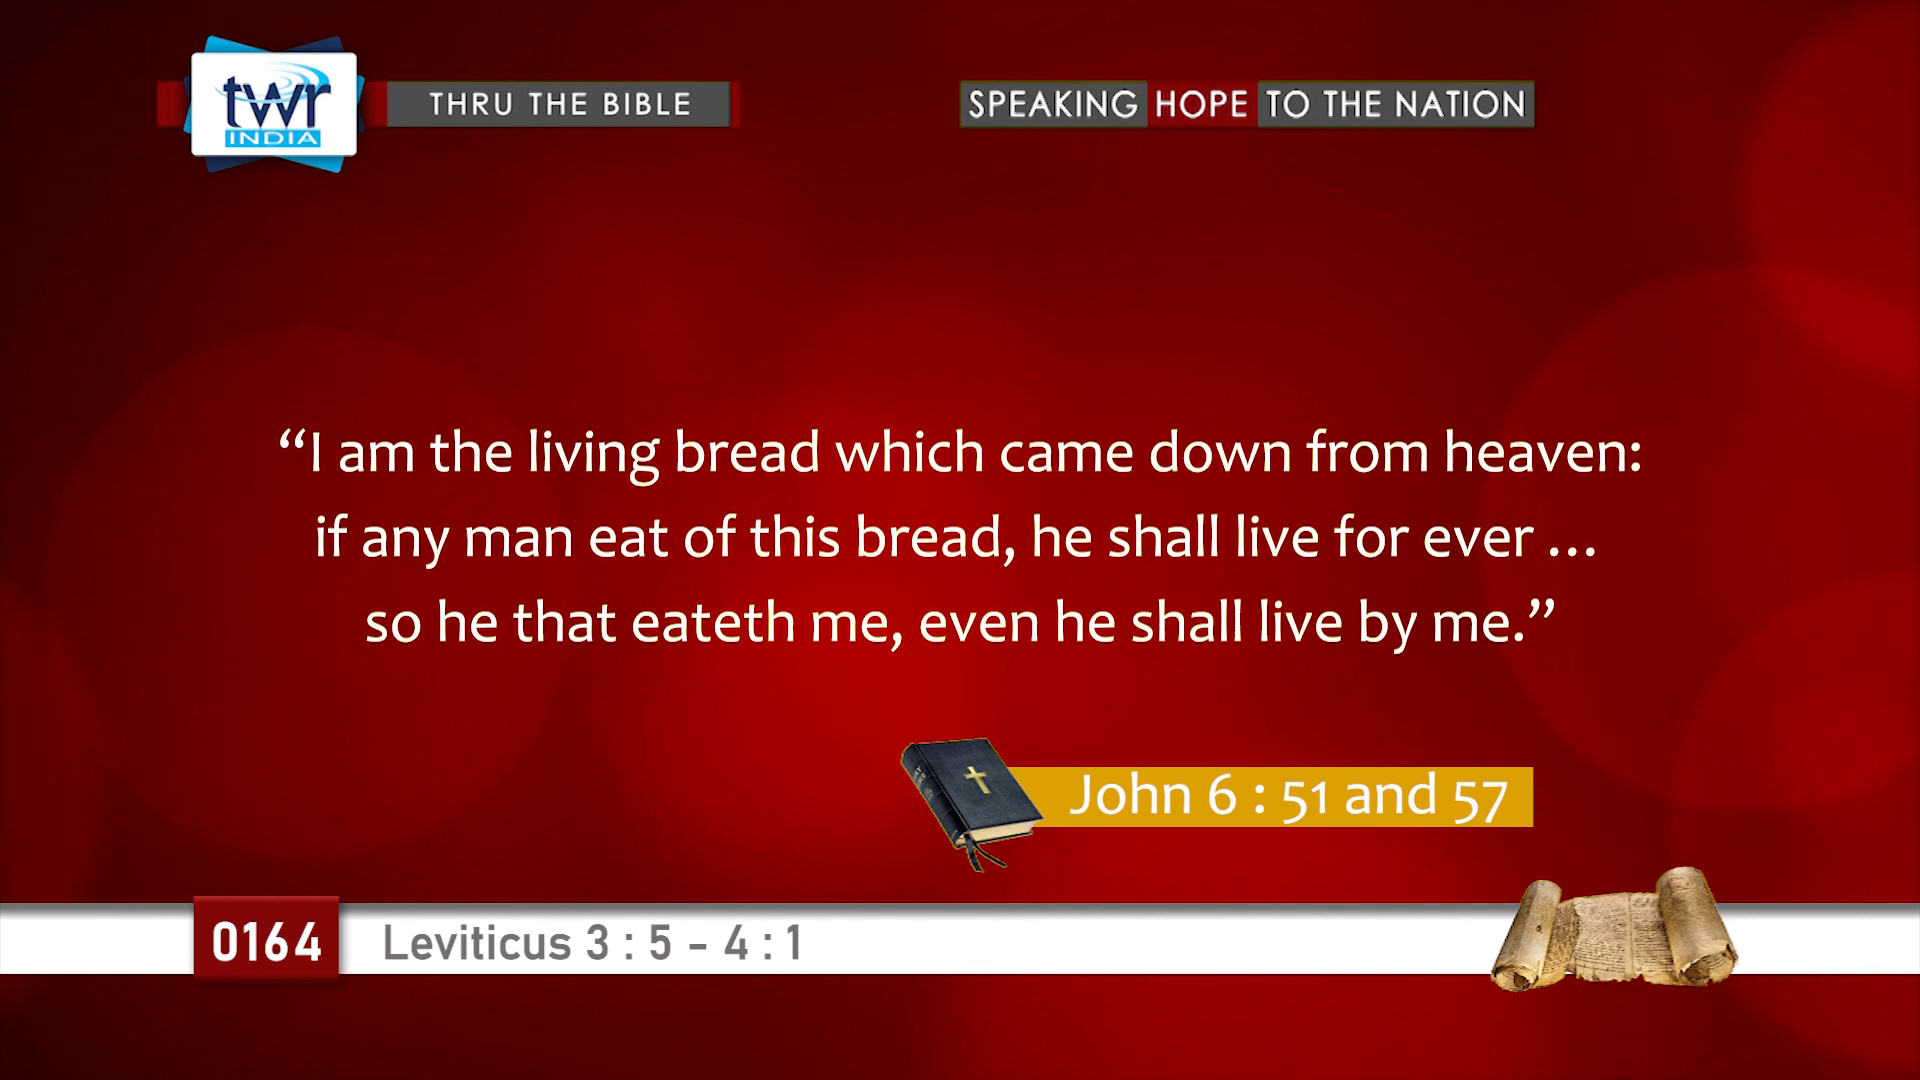 twr
INDIA
THRU THE BIBLE
SPEAKING HOPE TO THE NATION
“I am the living bread which came down from heaven:
if any man eat of this bread, he shall live for ever ...
so he that eateth me, even he shall live by me.”
John 6 : 51 and 57
0164
Leviticus 3 : 5 - 4 : 1